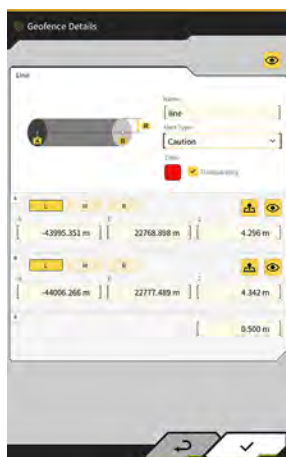 Geofence Details
Line
Name
line
Alert Type
Caution
Color
Transparency
A
B
R
A
L M R
-43995.351 m 22768.898 m 4.296 m
B
L M R
-44006.266 m 22777.489 m 4.342 m
0.500 m